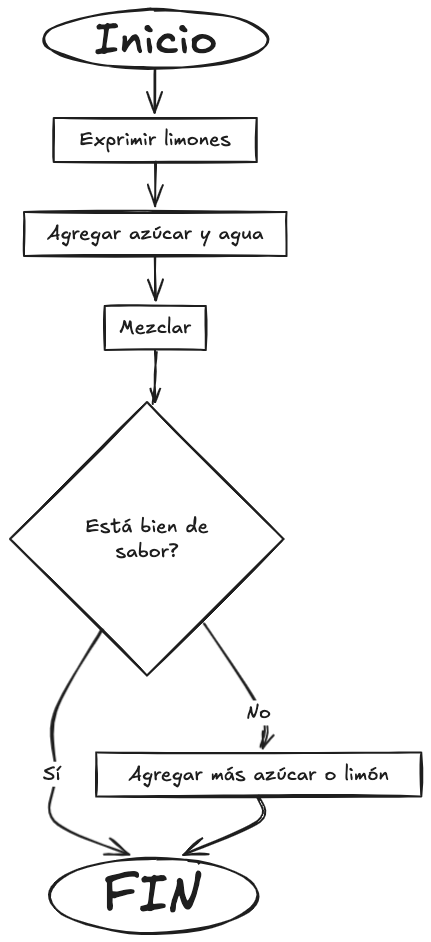 Inicio
Exprimir limones
Agregar azúcar y agua
Mezclar
Está bien de
sabor?
No
Sí
Agregar más azúcar o limón
FIN